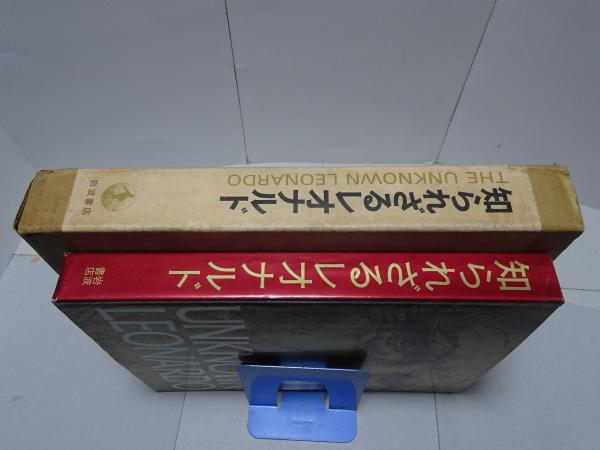 知られざるレオナルド
THE UNKNOWN LEONARDO
岩波書店
知られざるレオナルド
岩波
書店
UNKNOWN
LEONARDO